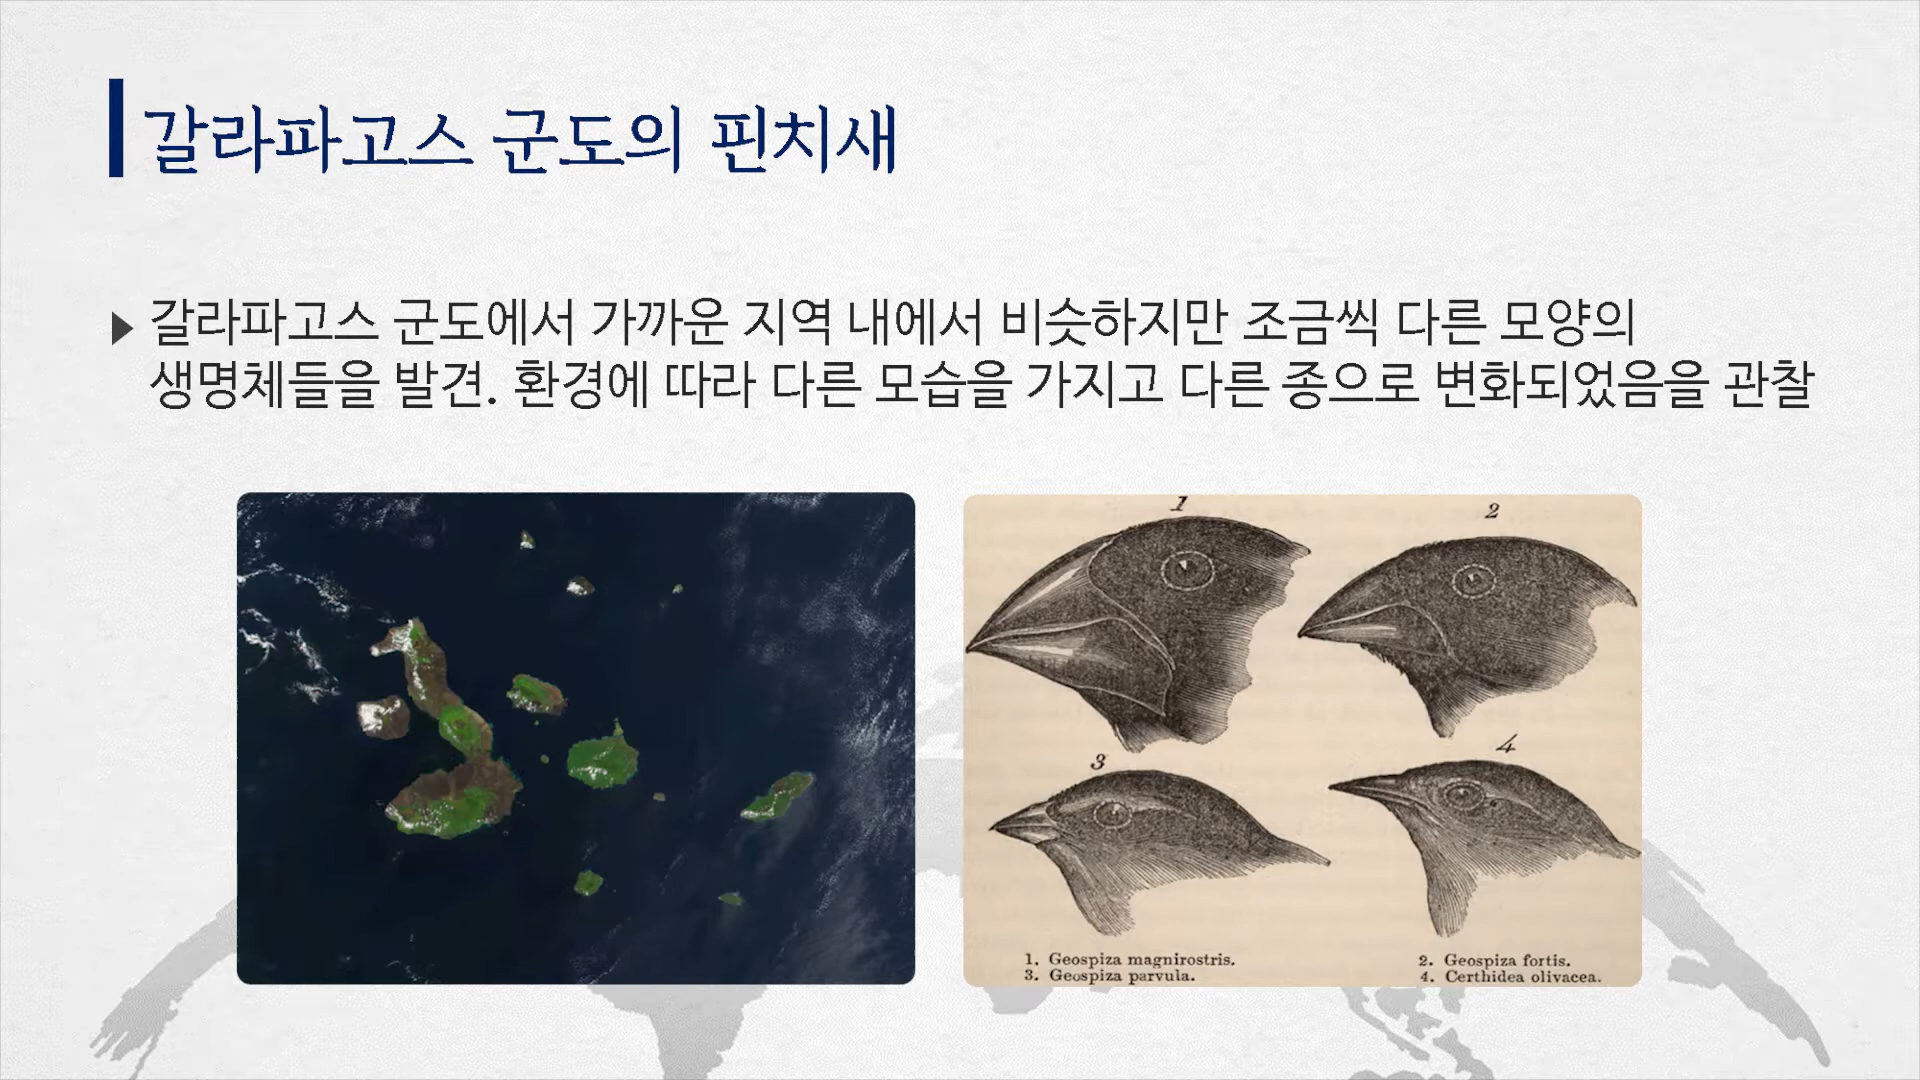 갈라파고스 군도의 핀치새
갈라파고스 군도에서 가까운 지역 내에서 비슷하지만 조금씩 다른 모양의
생명체들을 발견. 환경에 따라 다른 모습을 가지고 다른 종으로 변화되었음을 관찰
1
2
3
4
1. Geospiza magnirostris.
2. Geospiza fortis.
3. Geospiza parvula.
4. Certhidea olivacea.